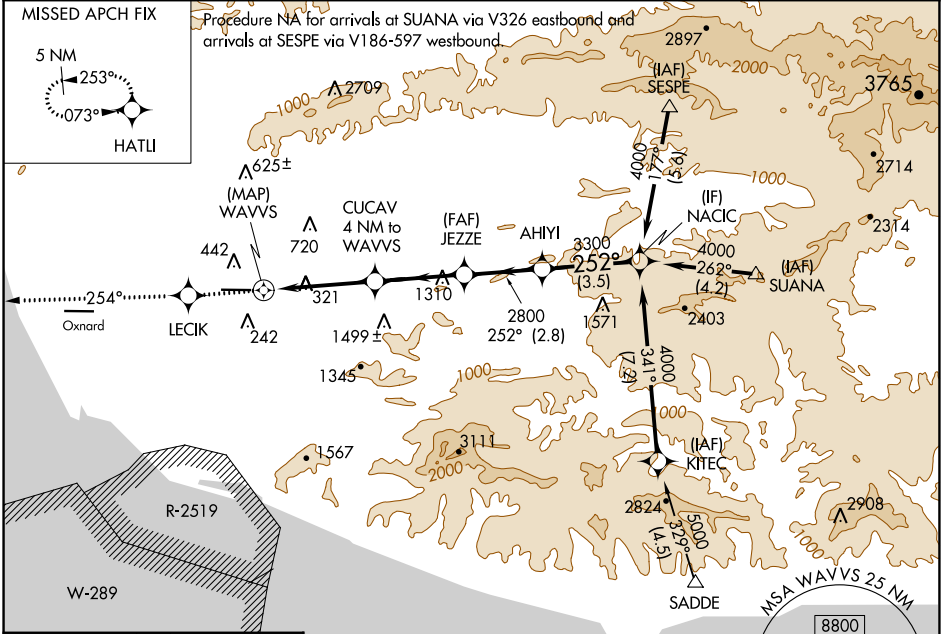 MISSED APCH FIX
5 NM
253°
073°
HATLI
Procedure NA for arrivals at SUANA via V326 eastbound and
arrivals at SESPE via V186-597 westbound.
2897
2000
3765
(IAF)
SESPE
2709
1000
4000
177°
(5.6)
2714
1000
625±
(MAP)
WAVVS
(IF)
NACIC
2314
CUCAV
4 NM to
WAVVS
(FAF)
JEZZE
AHIYI
720
442
3300
252°
(3.5)
4000
262°
(4.2)
(IAF)
SUANA
254°
Oxnard
LECIK
321
1310
2800
252° (2.8)
1571
2403
242
1499±
1345
1000
4000
341°
(7.2)
1000
(IAF)
KITEC
1567
3111
2000
2824
5000
329°
(4.5)
2908
1000
R-2519
W-289
SADDE
MSA WAVVS 25 NM
8800